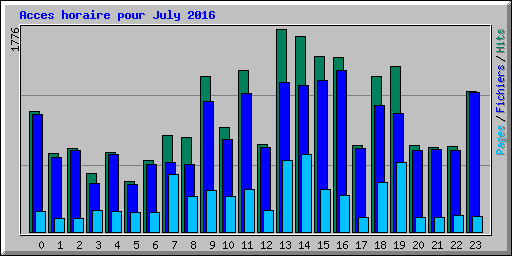 Acces horaire pour July 2016
1776
Pages / Fichiers / Hits
0 1 2 3 4 5 6 7 8 9 10 11 12 13 14 15 16 17 18 19 20 21 22 23